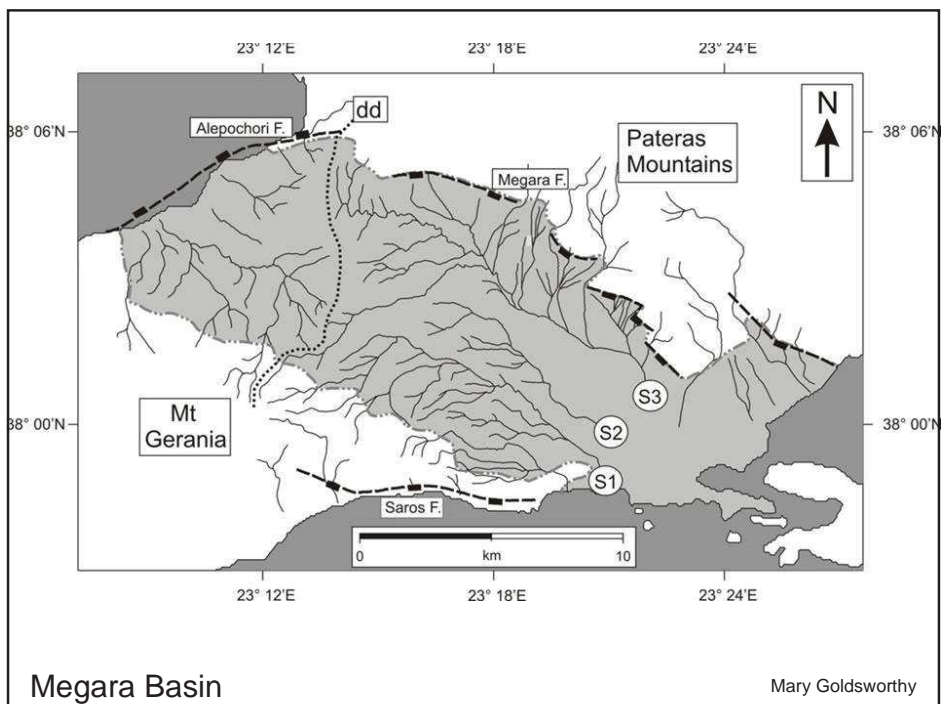 23° 12'E
23° 18'E
23° 24'E
38° 06'N
Alepochori F.
dd
Pateras
Mountains
N
38° 06'N
Megara F.
S3
38° 00'N
Mt
Gerania
S2
38° 00'N
S1
Saros F.
0
km
10
23° 12'E
23° 18'E
23° 24'E
Megara Basin
Mary Goldsworthy